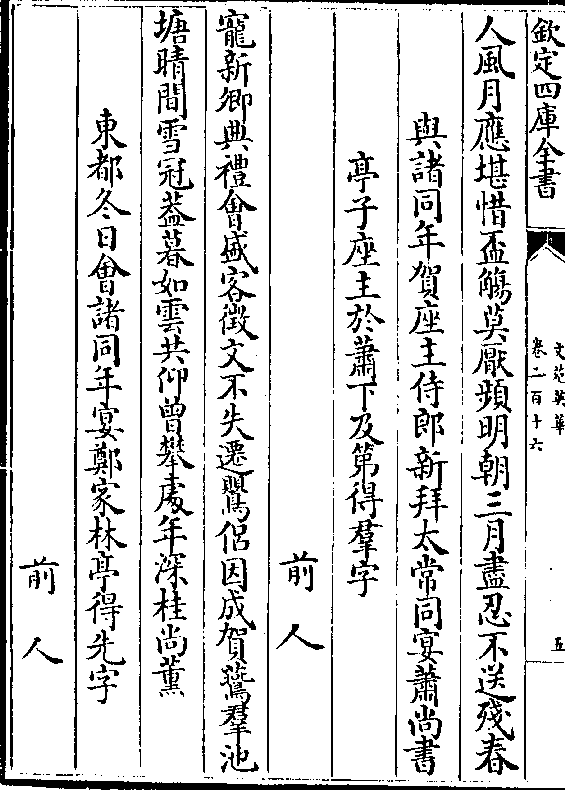 欽定四庫全書
文苑英華
卷二百十六
五
人風月應堪惜盃觴莫厭頻明朝三月盡忍不送殘春
與諸同年賀座主侍郎新拜太常同宴蕭尚書
亭子座主於蕭下及第得羣字
前人
寵新卿典禮會盛客徵文不失遷鶯侶因成賀鷰羣池
塘晴間雪冠葢暮如雲共仰曾攀處年深桂尚薰
東都冬日會諸同年宴鄭家林亭得先字
前人